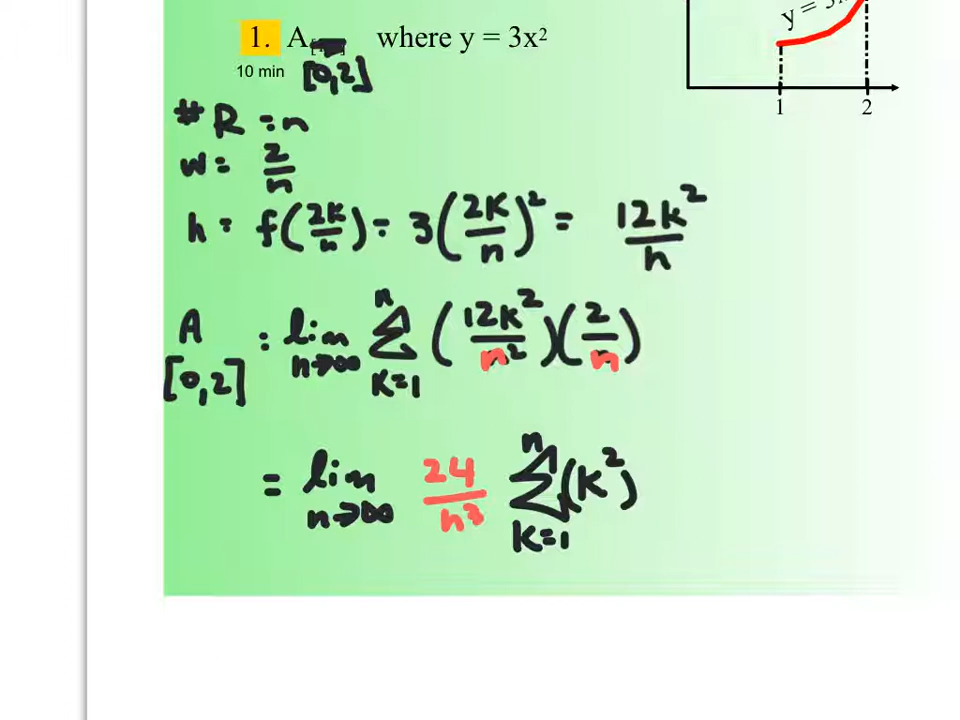 1. A where y = 3x²
10 min [0,2]
# R = n
w = 2/n
h = f(2k/n) = 3(2k/n)² = 12k²/n
A [0,2] = lim n→∞ n Σ k=1 (12k²/n²)(2/n)
= lim n→∞ 24/n³ n Σ k=1 (k²)
y = 3
1 2